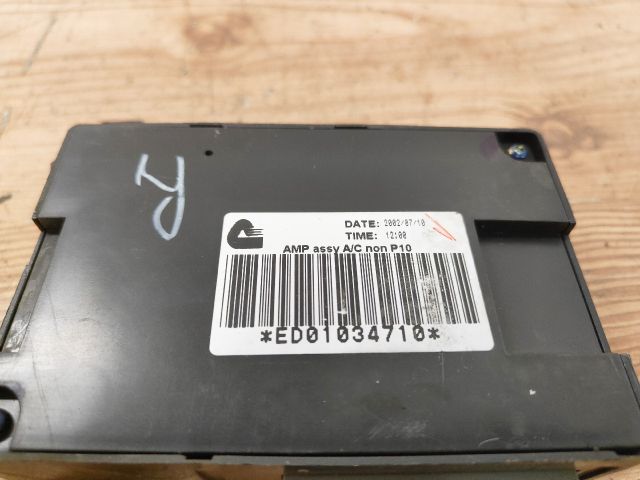 DATE: 2002/07/10
TIME: 12:00
AMP assy A/C non P10
*ED01034710*